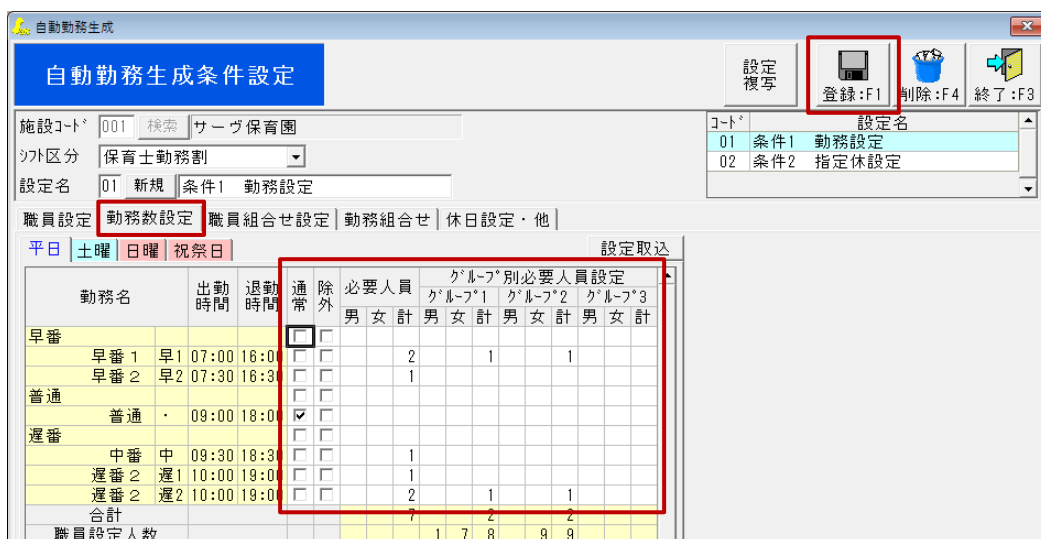 自動勤務生成
自動勤務生成条件設定
設定複写 登録:F1 削除:F4 終了:F3
施設ｺｰﾄﾞ 001 検索 サーヴ保育園
ｼﾌﾄ区分 保育士勤務割
設定名 01 新規 条件1 勤務設定
ｺｰﾄﾞ 設定名
01 条件1 勤務設定
02 条件2 指定休設定
職員設定 勤務数設定 職員組合せ設定 勤務組合せ 休日設定・他
平日 土曜 日曜 祝祭日 設定取込
勤務名 出勤時間 退勤時間 通常 除外 必要人員 ｸﾞﾙｰﾌﾟ別必要人員設定
ｸﾞﾙｰﾌﾟ1 ｸﾞﾙｰﾌﾟ2 ｸﾞﾙｰﾌﾟ3
男 女 計 男 女 計 男 女 計 男 女 計
早番
早番１ 早1 07:00 16:00 2 1 1
早番２ 早2 07:30 16:30 1
普通
普通 ・ 09:00 18:00 1
遅番
中番 中 09:30 18:30 1
遅番２ 遅1 10:00 19:00 1
遅番２ 遅2 10:00 19:00 2 1 1
合計 7 2 2
職員設定人数 1 7 8 9 9